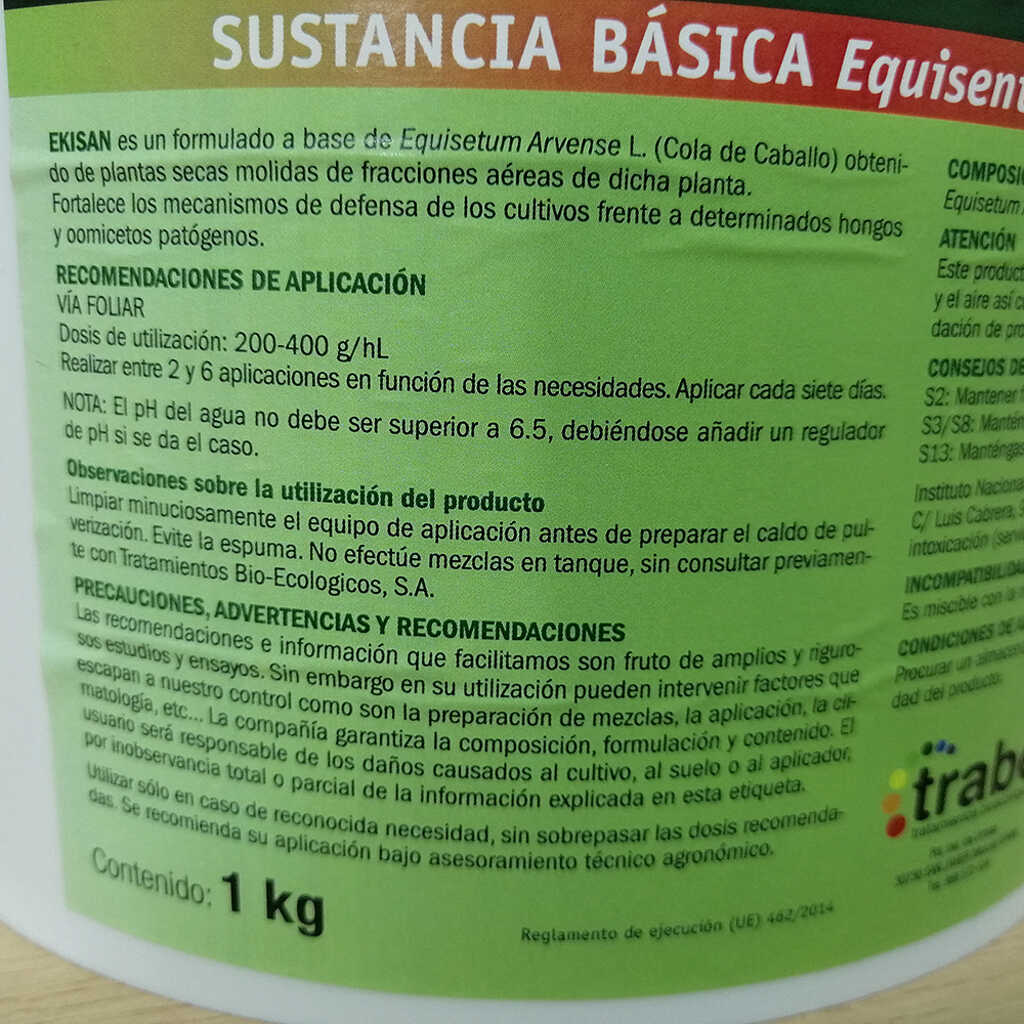 SUSTANCIA BÁSICA Equisent
EKISAN es un formulado a base de Equisetum Arvense L. (Cola de Caballo) obteni-
do de plantas secas molidas de fracciones aéreas de dicha planta.
Fortalece los mecanismos de defensa de los cultivos frente a determinados hongos
y oomicetos patógenos.
RECOMENDACIONES DE APLICACIÓN
VÍA FOLIAR
Dosis de utilización: 200-400 g/hL
Realizar entre 2 y 6 aplicaciones en función de las necesidades. Aplicar cada siete días.
NOTA: El pH del agua no debe ser superior a 6.5, debiéndose añadir un regulador
de pH si se da el caso.
Observaciones sobre la utilización del producto
Limpiar minuciosamente el equipo de aplicación antes de preparar el caldo de pul-
verización. Evite la espuma. No efectúe mezclas en tanque, sin consultar previamen-
te con Tratamientos Bio-Ecologicos, S.A.
PRECAUCIONES, ADVERTENCIAS Y RECOMENDACIONES
Las recomendaciones e información que facilitamos son fruto de amplios y riguro-
sos estudios y ensayos. Sin embargo en su utilización pueden intervenir factores que
escapan a nuestro control como son la preparación de mezclas, la aplicación, la cli-
matología, etc... La compañía garantiza la composición, formulación y contenido. El
usuario será responsable de los daños causados al cultivo, al suelo o al aplicador,
por inobservancia total o parcial de la información explicada en esta etiqueta.
Utilizar sólo en caso de reconocida necesidad, sin sobrepasar las dosis recomenda-
das. Se recomienda su aplicación bajo asesoramiento técnico agronómico.
Contenido: 1 kg
Reglamento de ejecución (UE) 462/2014
COMPOSI
Equisetum
ATENCIÓN
Este product
y el aire así c
dación de pro
CONSEJOS DE
S2: Mantener
S3/S8: Mantén
S13: Manténgas
Instituto Naciona
C/ Luis Cabrera,
intoxicación (servi
INCOMPATIBILIDA
Es miscible con la
CONDICIONES DE A
Procurar un almacen
dad del producto.
trabe